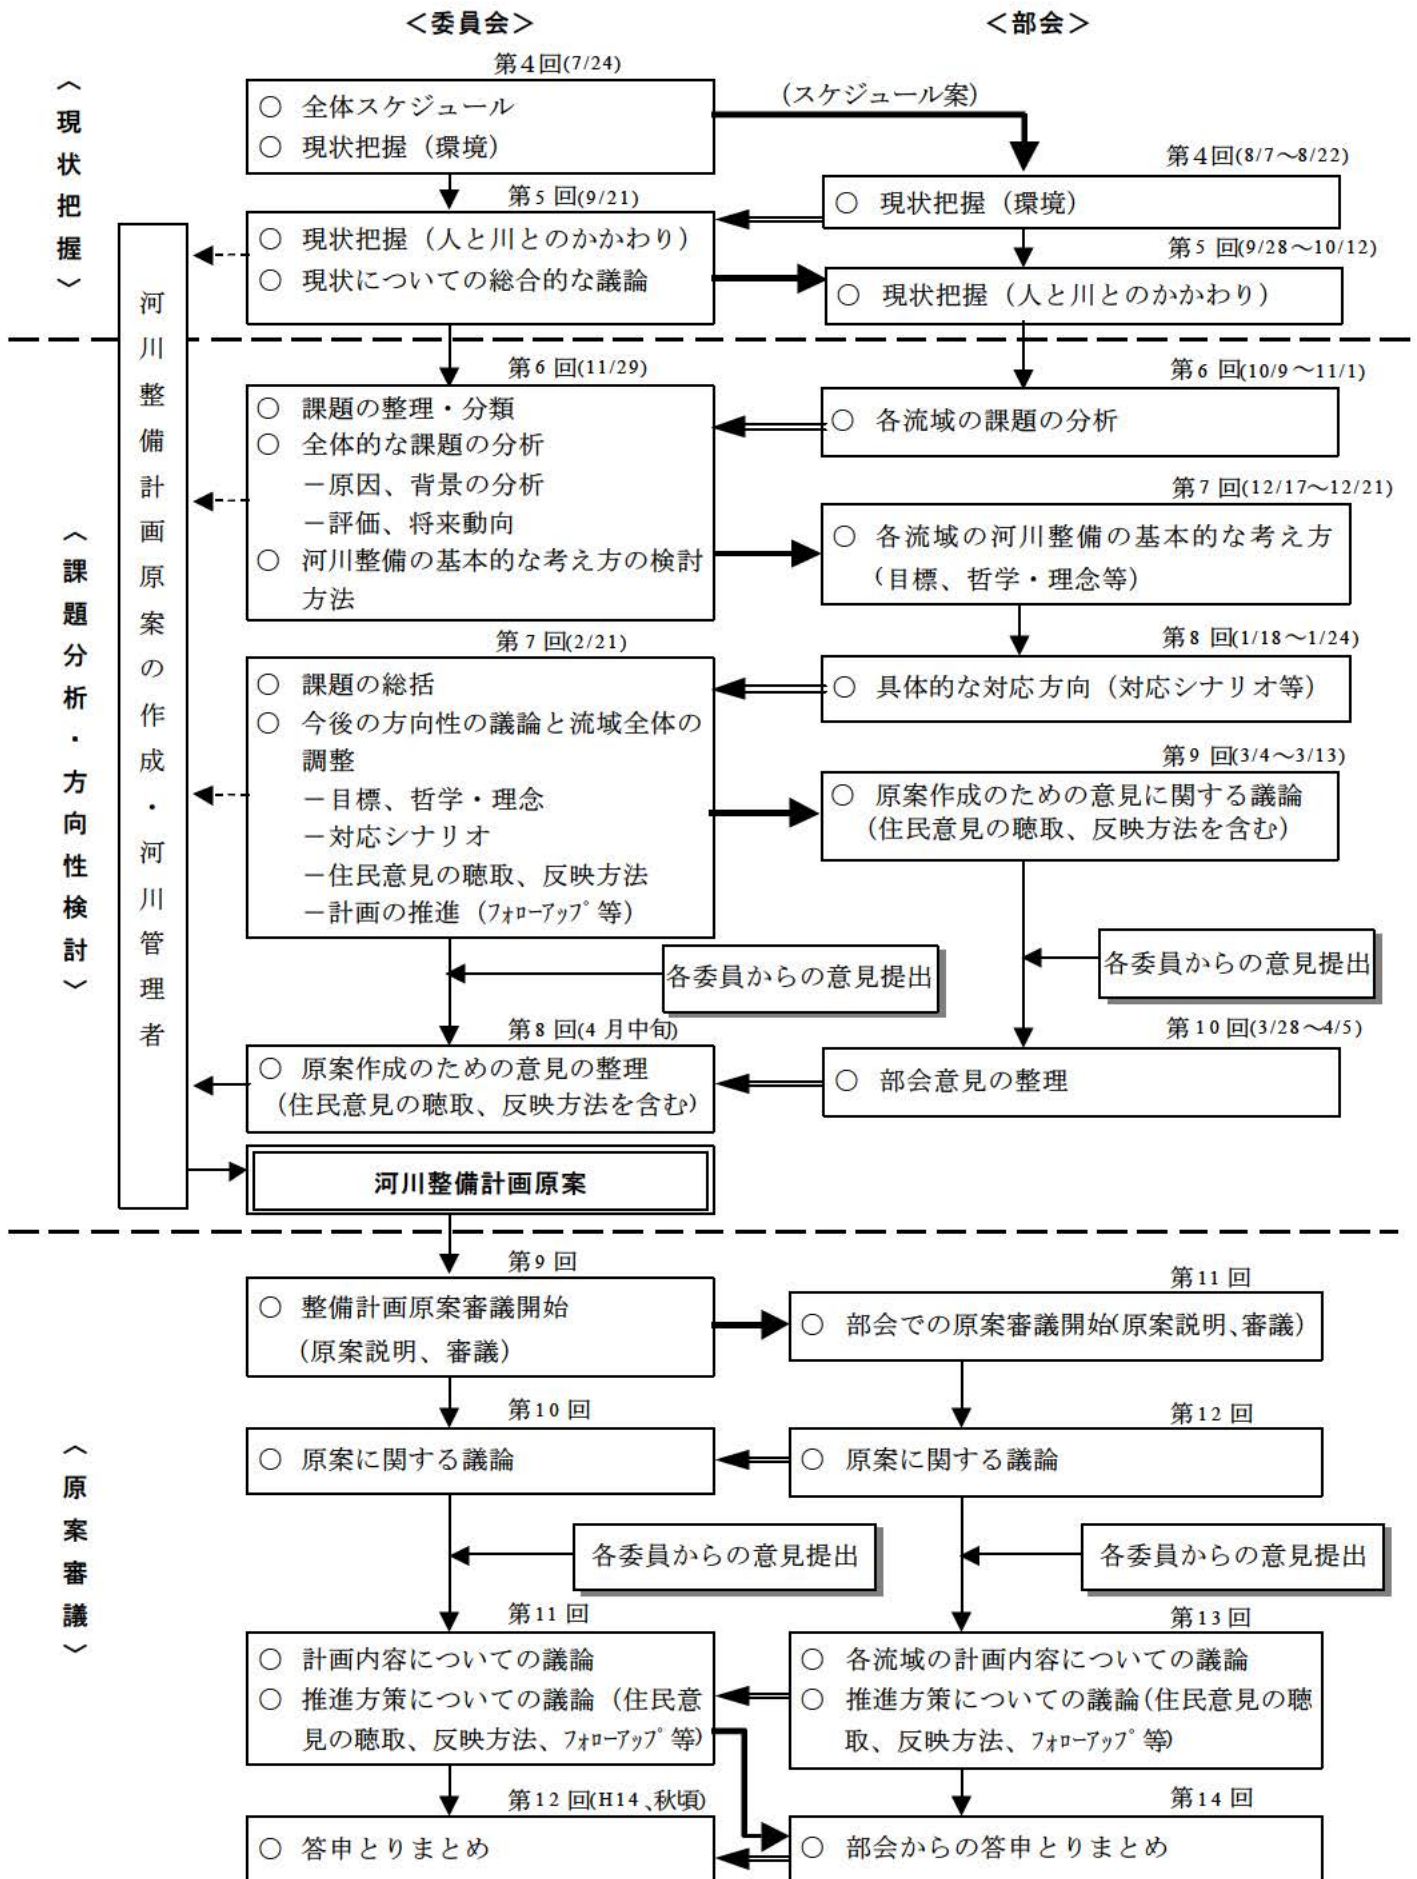 ＜委員会＞
＜部会＞
〈現状把握〉
第4回(7/24)
○ 全体スケジュール
○ 現状把握（環境）
(スケジュール案)
第4回(8/7～8/22)
○ 現状把握（環境）
第5 回(9/21)
○ 現状把握（人と川とのかかわり）
○ 現状についての総合的な議論
第5 回(9/28～10/12)
○ 現状把握（人と川とのかかわり）
河川整備計画原案の作成・河川管理者
〈課題分析・方向性検討〉
第6 回(11/29)
○ 課題の整理・分類
○ 全体的な課題の分析
－原因、背景の分析
－評価、将来動向
○ 河川整備の基本的な考え方の検討
方法
第6 回(10/9～11/1)
○ 各流域の課題の分析
第7 回(12/17～12/21)
○ 各流域の河川整備の基本的な考え方
（目標、哲学・理念等）
第7 回(2/21)
○ 課題の総括
○ 今後の方向性の議論と流域全体の
調整
－目標、哲学・理念
－対応シナリオ
－住民意見の聴取、反映方法
－計画の推進（ﾌｫﾛｰｱｯﾌﾟ等）
第8 回(1/18～1/24)
○ 具体的な対応方向（対応シナリオ等）
第9 回(3/4～3/13)
○ 原案作成のための意見に関する議論
（住民意見の聴取、反映方法を含む）
各委員からの意見提出
各委員からの意見提出
第8 回(4 月中旬)
○ 原案作成のための意見の整理
（住民意見の聴取、反映方法を含む）
第10 回(3/28～4/5)
○ 部会意見の整理
河川整備計画原案
〈原案審議〉
第9 回
○ 整備計画原案審議開始
（原案説明、審議）
第11 回
○ 部会での原案審議開始(原案説明、審議）
第10 回
○ 原案に関する議論
第12 回
○ 原案に関する議論
各委員からの意見提出
各委員からの意見提出
第11 回
○ 計画内容についての議論
○ 推進方策についての議論（住民意
見の聴取、反映方法、ﾌｫﾛｰｱｯﾌﾟ等）
第13 回
○ 各流域の計画内容についての議論
○ 推進方策についての議論（住民意見の聴
取、反映方法、ﾌｫﾛｰｱｯﾌﾟ等）
第12 回(H14、秋頃)
○ 答申とりまとめ
第14 回
○ 部会からの答申とりまとめ